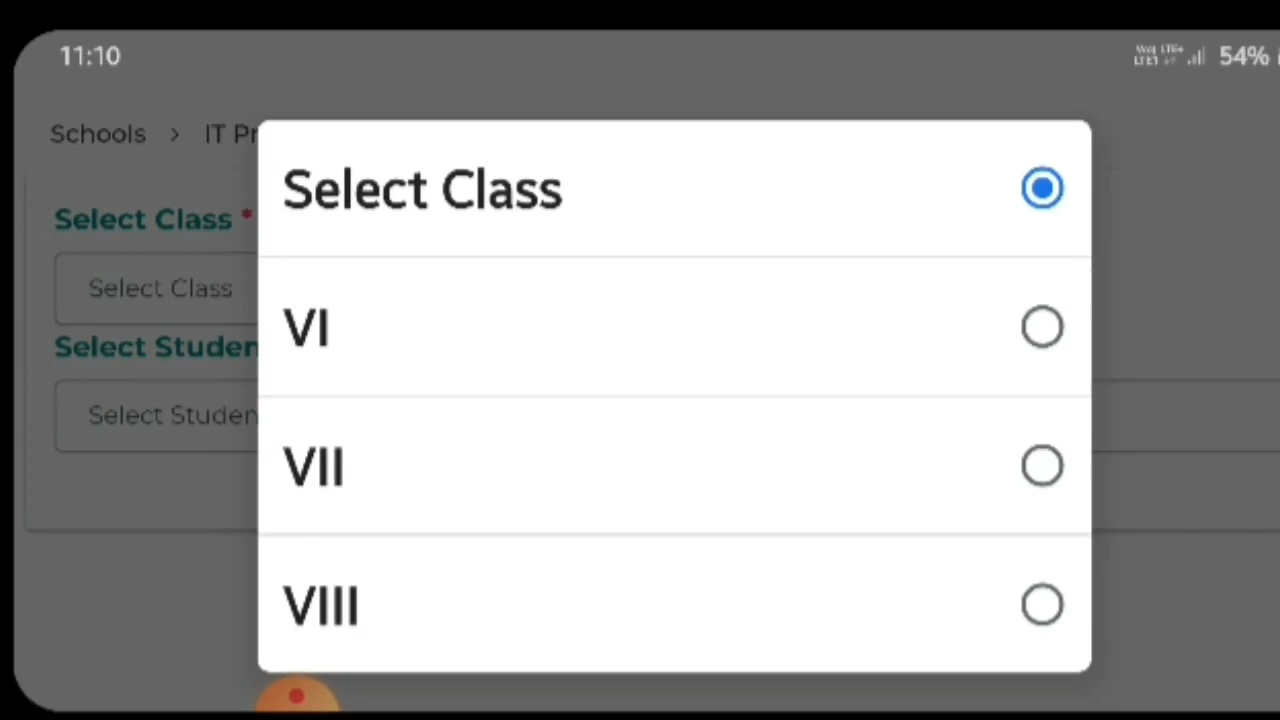 11:10
54%
Schools > IT Pr
Select Class *
Select Class
Select Studen
Select Studen
Select Class
VI
VII
VIII